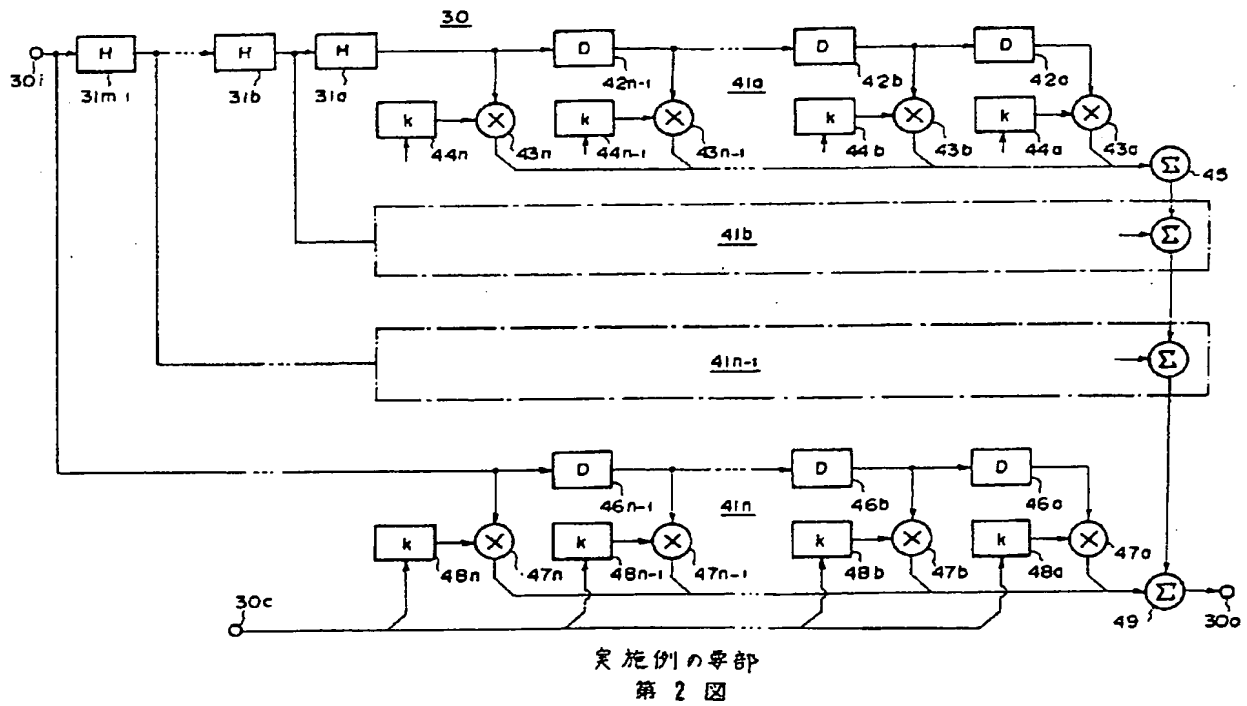 30
H H H D D D
30i 31m-1 31b 31a 42n-1 41a 42b 42a
k X k X k X k X
44n 43n 44n-1 43n-1 44b 43b 44a 43a
Σ 45
41b Σ
41n-1 Σ
D D D
46n-1 41n 46b 46a
k X k X k X k X 47a
48n 47n 48n-1 47n-1 48b 47b 48a
30c Σ
49 30o
実施例の要部
第 2 図